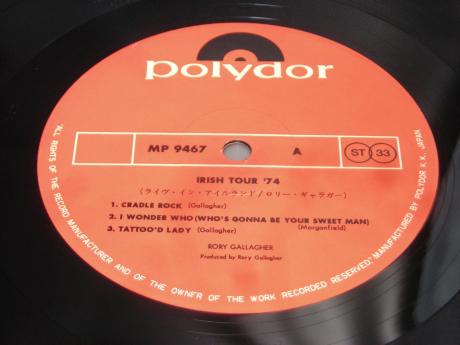 polydor
MP 9467 A ST 33
IRISH TOUR '74
(ライヴ・イン・アイルランド/ロリー・ギャラガー)
1. CRADLE ROCK (Gallagher)
2. I WONDER WHO (WHO'S GONNA BE YOUR SWEET MAN)
(Morganfield)
3. TATTOO'D LADY (Gallagher)
RORY GALLAGHER
Produced by Rory Gallagher
"ALL RIGHTS OF THE RECORD MANUFACTURER AND OF THE OWNER OF THE WORK RECORDED RESERVED" MANUFACTURED BY POLYDOR K.K., JAPAN